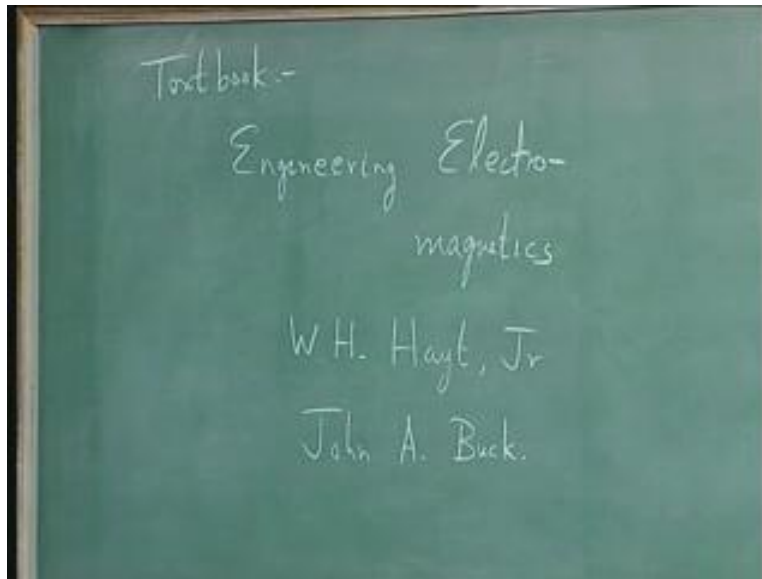 Textbook:-
Engineering Electro-
magnetics
W H. Hayt, Jr
John A. Buck.